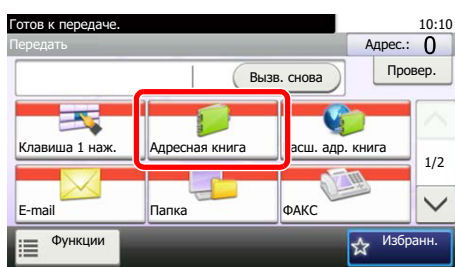 Готов к передаче. 10:10
Передать Адрес.: 0
Вызв. снова Провер.
Клавиша 1 наж. Адресная книга асш. адр. книга
1/2
E-mail Папка ФАКС
Функции Избранн.